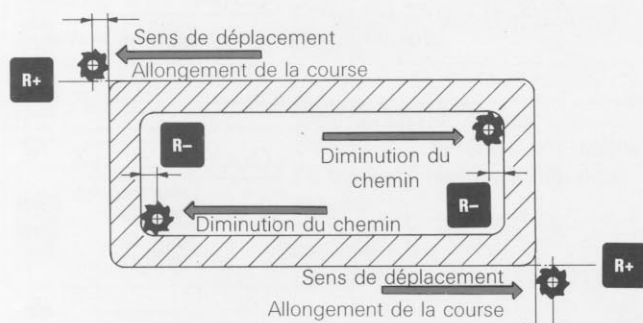 Sens de déplacement
R+
Allongement de la course
R-
Diminution du
chemin
R-
Diminution du chemin
Sens de déplacement
R+
Allongement de la course